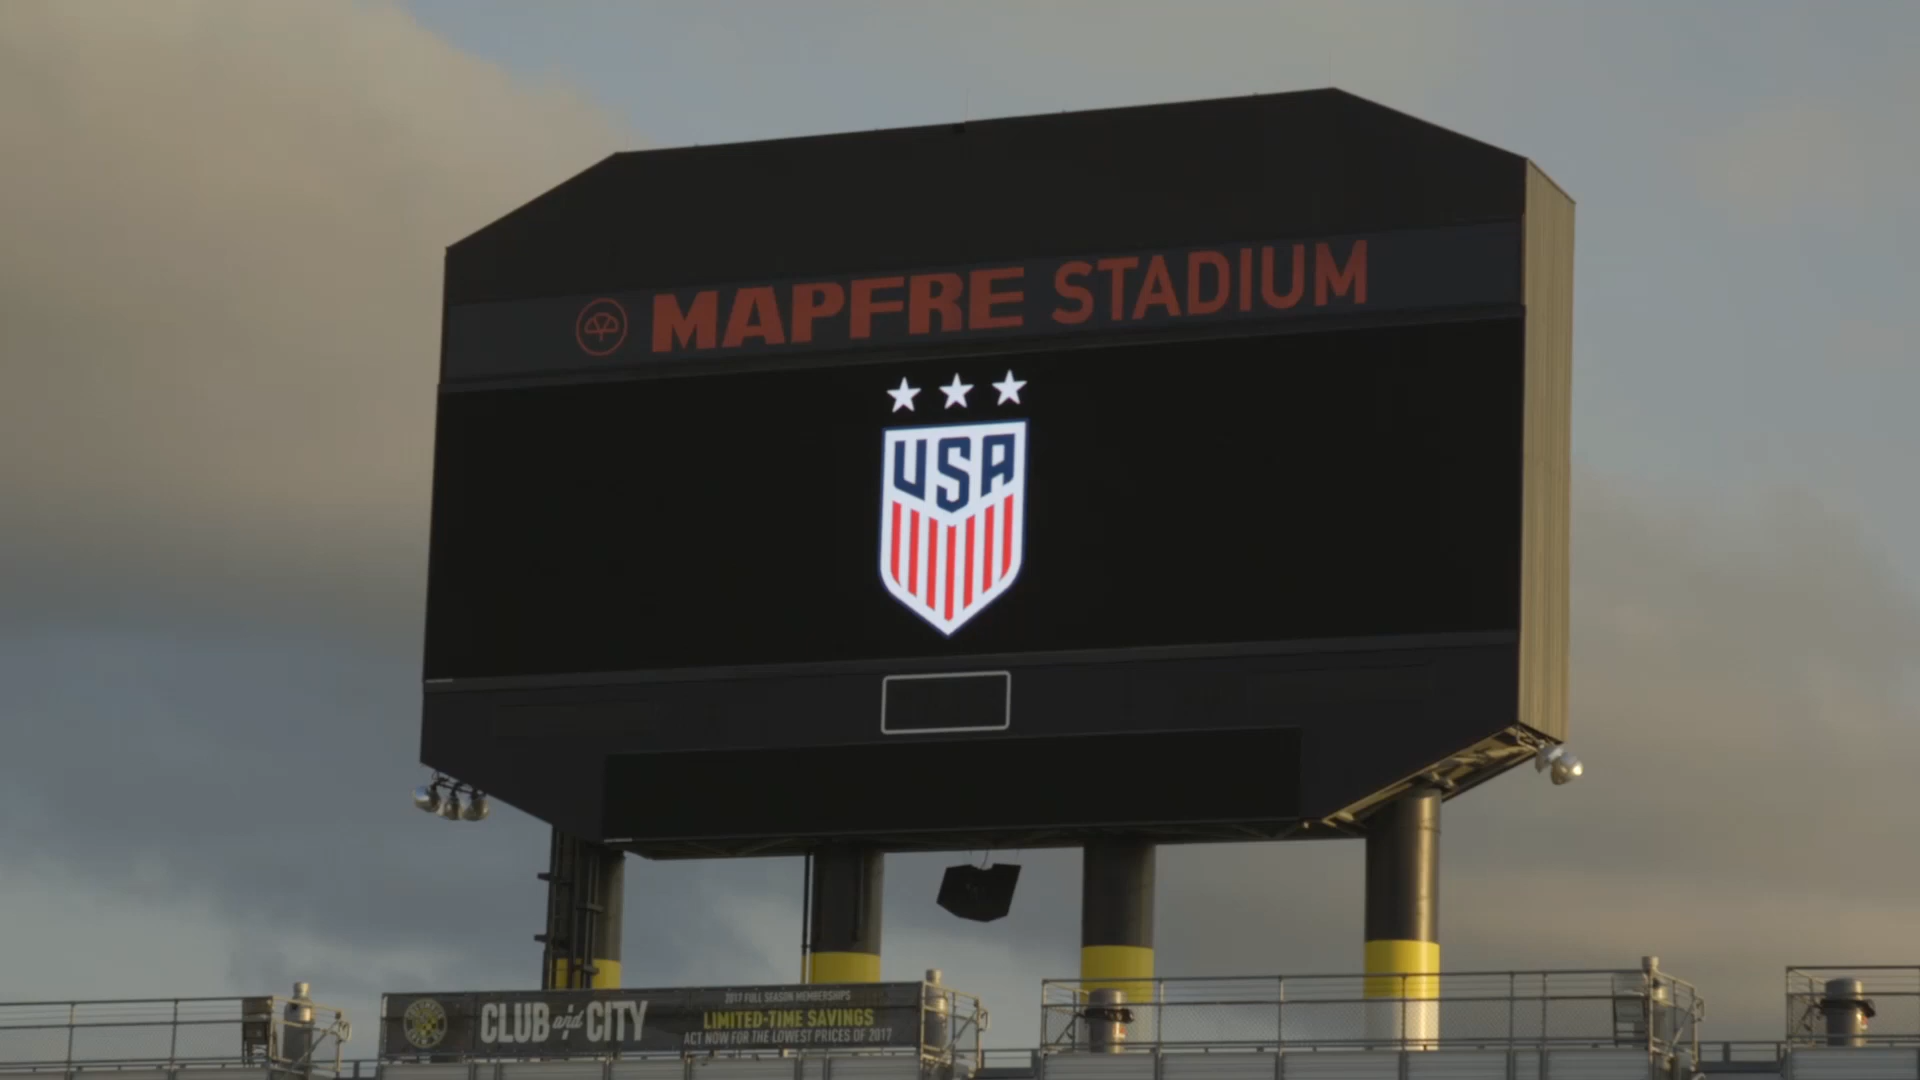 MAPFRE STADIUM
USA
CLUB and CITY
2017 FULL SEASON MEMBERSHIPS
LIMITED-TIME SAVINGS
ACT NOW FOR THE LOWEST PRICES OF 2017